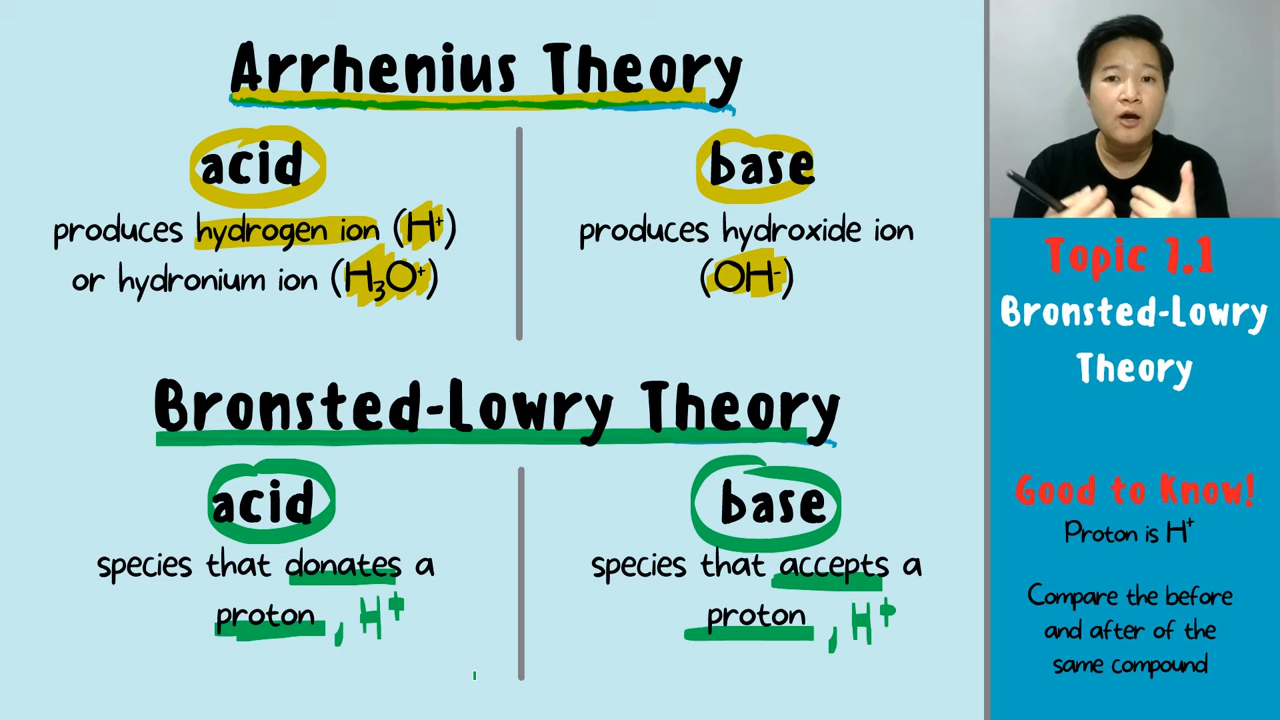 Arrhenius Theory
acid
produces hydrogen ion (H⁺)
or hydronium ion (H₃O⁺)
base
produces hydroxide ion
(OH⁻)
Bronsted-Lowry Theory
acid
species that donates a
proton, H⁺
base
species that accepts a
proton, H⁺
Topic 7.1
Bronsted-Lowry
Theory
Good to Know!
Proton is H⁺
Compare the before
and after of the
same compound